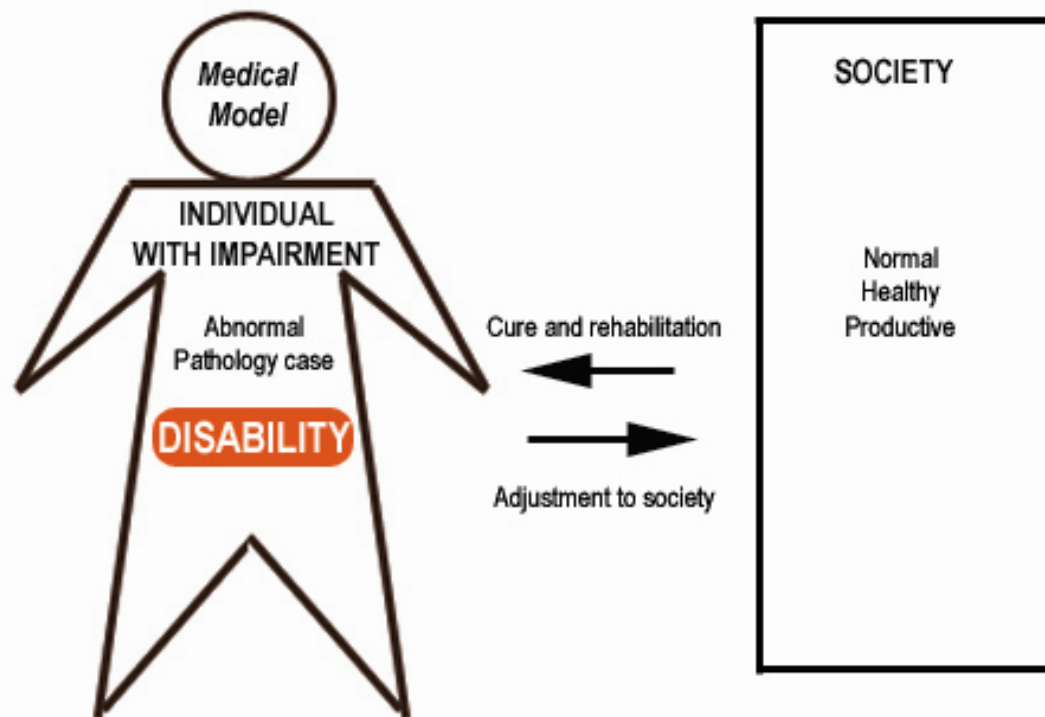 Medical
Model
INDIVIDUAL
WITH IMPAIRMENT
Abnormal
Pathology case
DISABILITY
Cure and rehabilitation
Adjustment to society
SOCIETY
Normal
Healthy
Productive